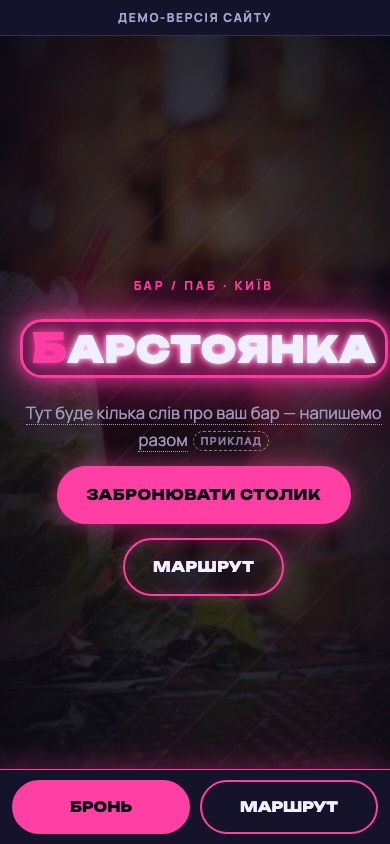 ДЕМО-ВЕРСІЯ САЙТУ
БАР / ПАБ · КИЇВ
БАРСТОЯНКА
Тут буде кілька слів про ваш бар — напишемо
разом ПРИКЛАД
ЗАБРОНЮВАТИ СТОЛИК
МАРШРУТ
БРОНЬ МАРШРУТ